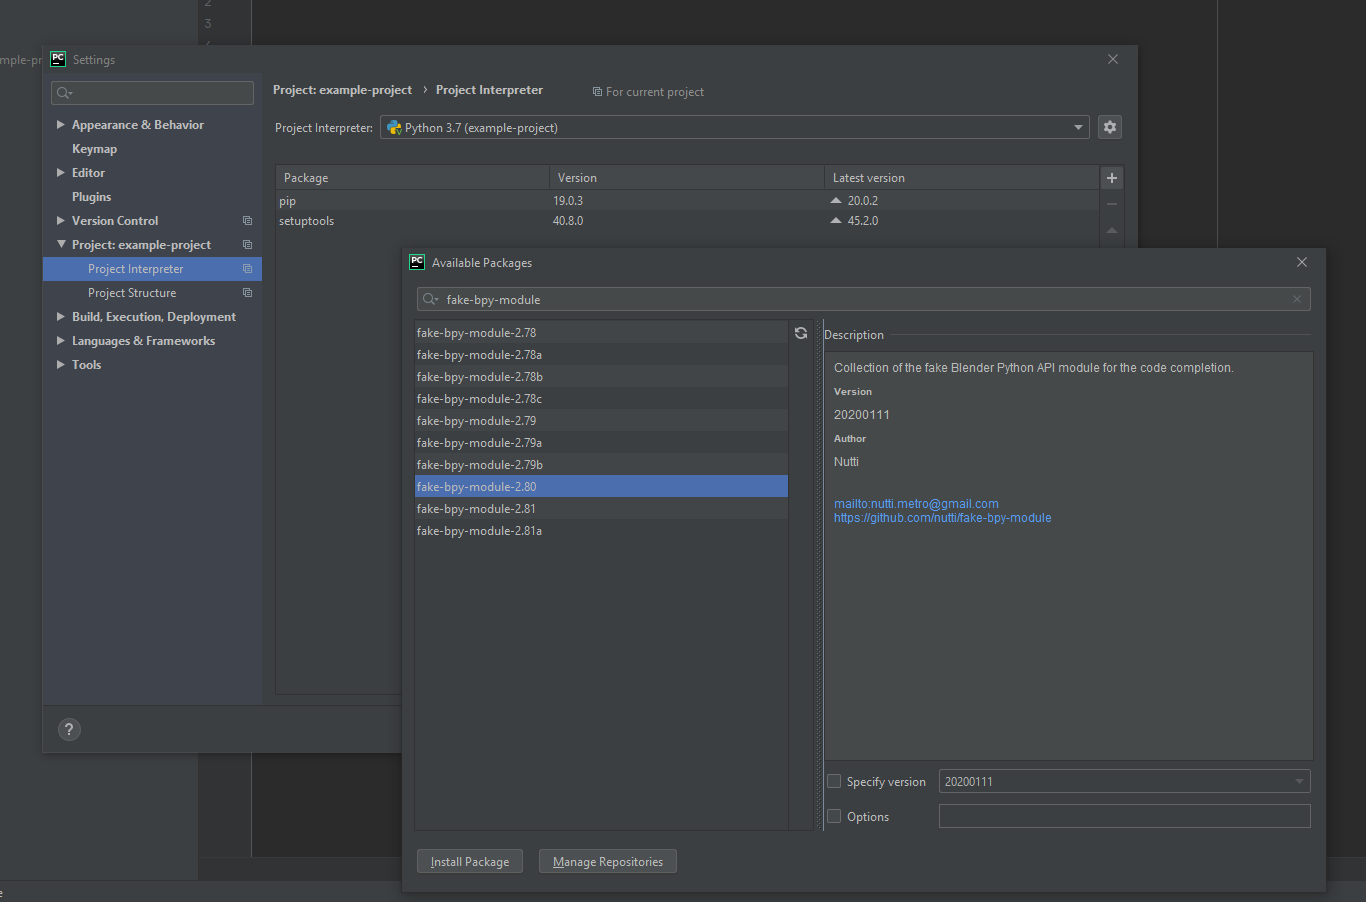 2
3
mple-pr
PC
Settings
Project: example-project › Project Interpreter
For current project
Appearance & Behavior
Keymap
Editor
Plugins
Version Control
Project: example-project
Project Interpreter
Project Structure
Build, Execution, Deployment
Languages & Frameworks
Tools
Project Interpreter: Python 3.7 (example-project)
Package Version Latest version
pip 19.0.3 20.0.2
setuptools 40.8.0 45.2.0
?
PC
Available Packages
fake-bpy-module
fake-bpy-module-2.78
fake-bpy-module-2.78a
fake-bpy-module-2.78b
fake-bpy-module-2.78c
fake-bpy-module-2.79
fake-bpy-module-2.79a
fake-bpy-module-2.79b
fake-bpy-module-2.80
fake-bpy-module-2.81
fake-bpy-module-2.81a
Description
Collection of the fake Blender Python API module for the code completion.
Version
20200111
Author
Nutti
mailto:nutti.metro@gmail.com
https://github.com/nutti/fake-bpy-module
Specify version 20200111
Options
Install Package Manage Repositories
e